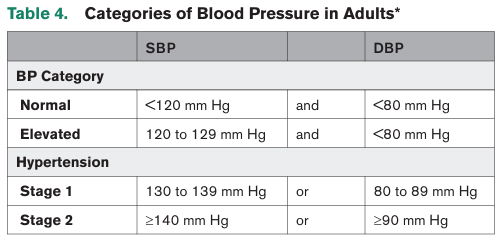 Table 4. Categories of Blood Pressure in Adults*
SBP DBP
BP Category
Normal <120 mm Hg and <80 mm Hg
Elevated 120 to 129 mm Hg and <80 mm Hg
Hypertension
Stage 1 130 to 139 mm Hg or 80 to 89 mm Hg
Stage 2 ≥140 mm Hg or ≥90 mm Hg